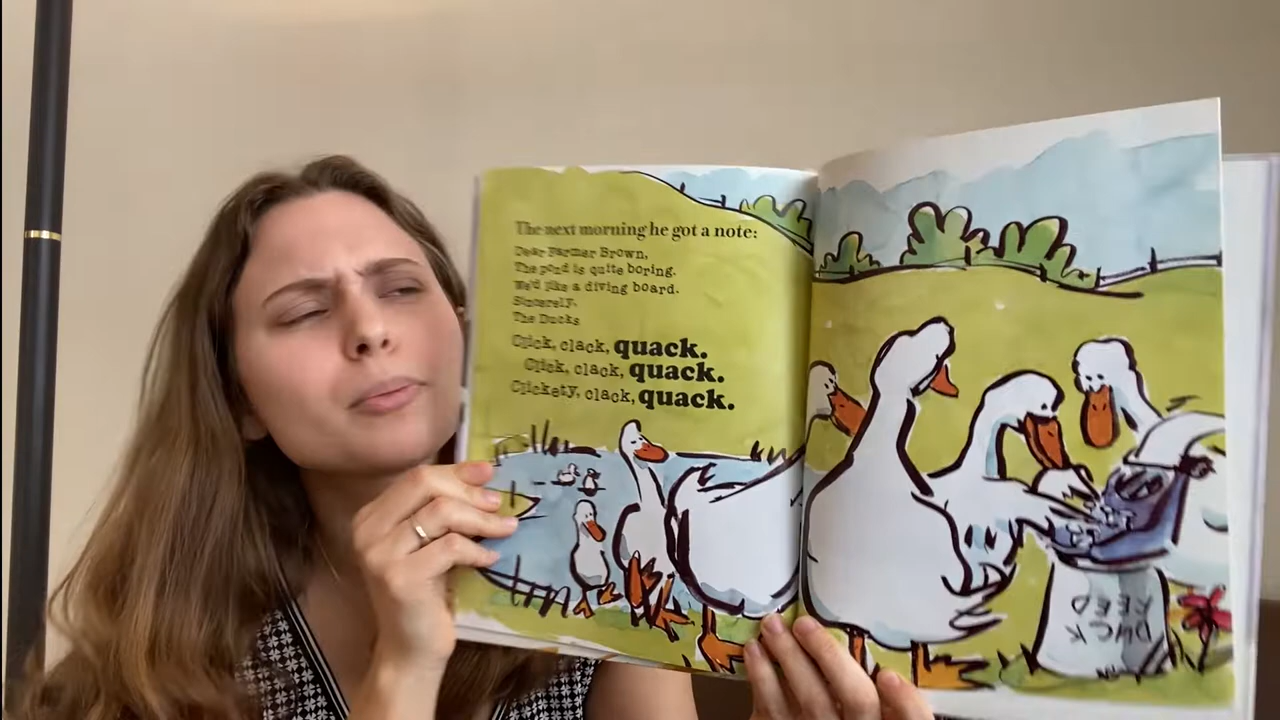 The next morning he got a note:
Dear Farmer Brown,
The pond is quite boring.
We'd like a diving board.
Sincerely,
The Ducks
Click, clack, quack.
Click, clack, quack.
Clickety, clack, quack.
DUCK
FEED